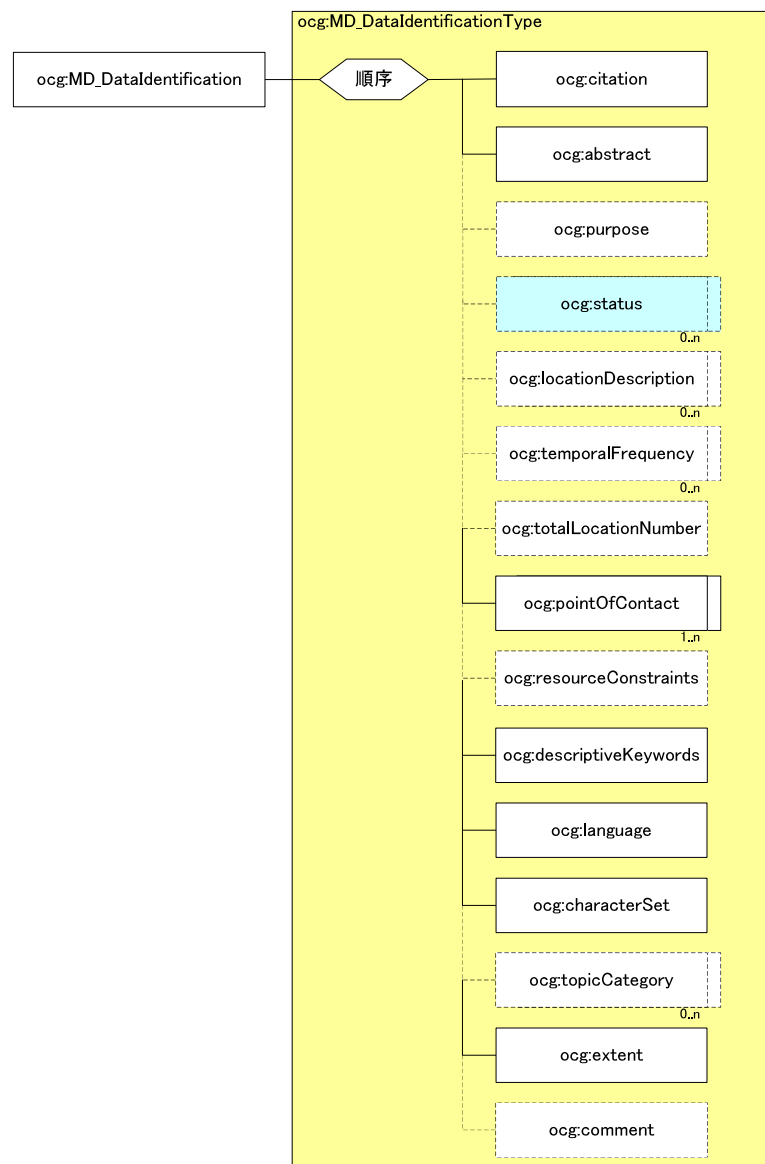 ocg:MD_DataIdentificationType
ocg:MD_DataIdentification
順序
ocg:citation
ocg:abstract
ocg:purpose
ocg:status
0..n
ocg:locationDescription
0..n
ocg:temporalFrequency
0..n
ocg:totalLocationNumber
ocg:pointOfContact
1..n
ocg:resourceConstraints
ocg:descriptiveKeywords
ocg:language
ocg:characterSet
ocg:topicCategory
0..n
ocg:extent
ocg:comment